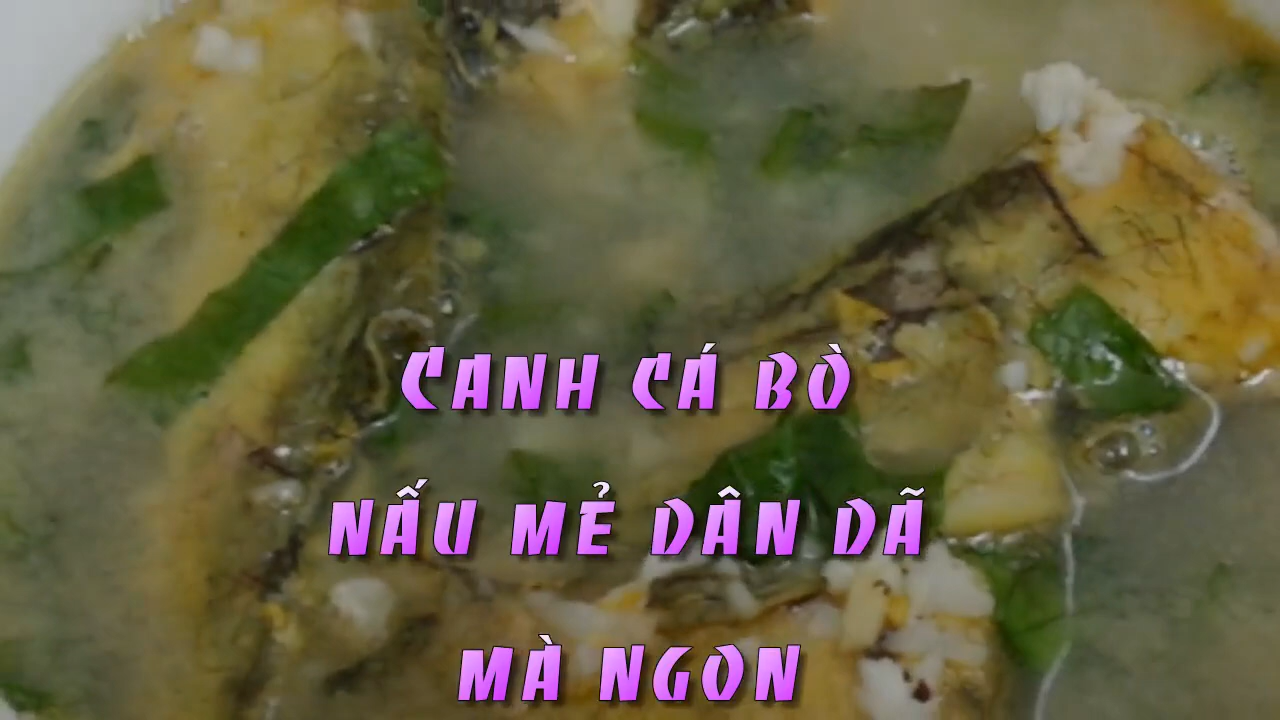 Canh cá bò
nấu mẻ dân dã
mà ngon